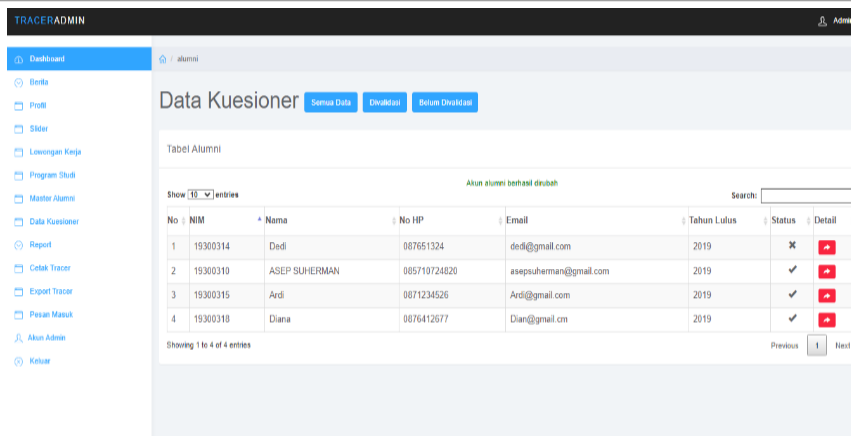 TRACERADMIN
Admin
Dashboard
/ alumni
Berita
Profil
Slider
Lowongan Kerja
Program Studi
Master Alumni
Data Kuesioner
Report
Cetak Tracer
Export Tracer
Pesan Masuk
Akun Admin
Keluar
Data Kuesioner Semua Data Divalidasi Belum Divalidasi
Tabel Alumni
Akun alumni berhasil dirubah
Show 10 entries Search:
No NIM Nama No HP Email Tahun Lulus Status Detail
1 19300314 Dedi 087651324 dedi@gmail.com 2019
2 19300310 ASEP SUHERMAN 085710724820 asepsuherman@gmail.com 2019
3 19300315 Ardi 0871234526 Ardi@gmail.com 2019
4 19300318 Diana 0876412677 Dian@gmail.cm 2019
Showing 1 to 4 of 4 entries Previous 1 Next